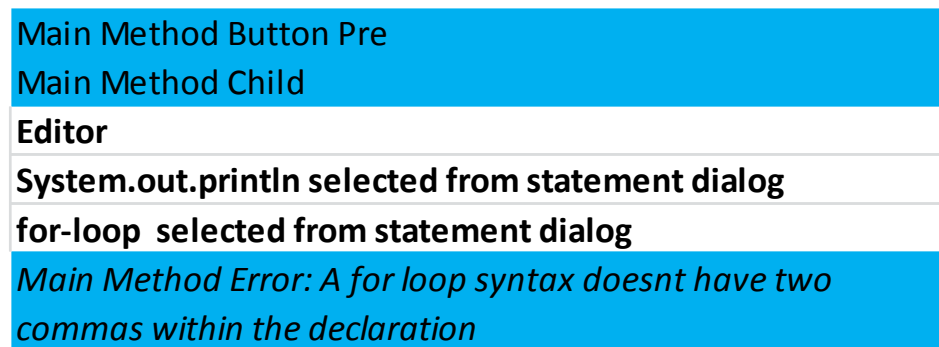 Main Method Button Pre
Main Method Child
Editor
System.out.println selected from statement dialog
for-loop  selected from statement dialog
Main Method Error: A for loop syntax doesnt have two
commas within the declaration